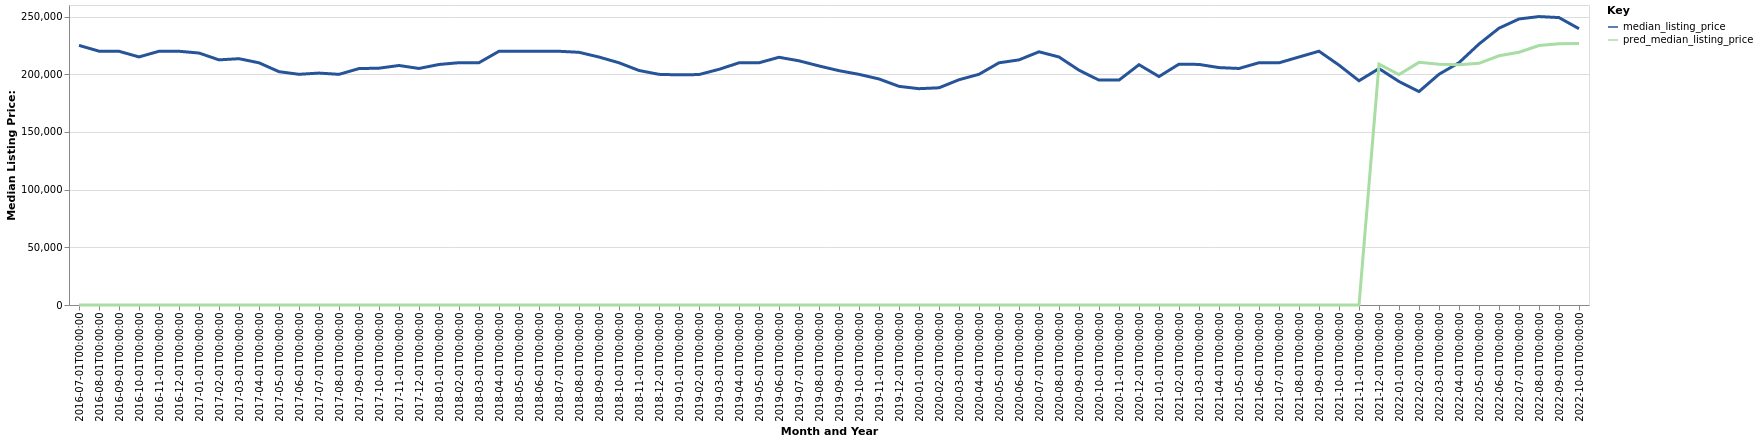 Median Listing Price:
250,000
200,000
150,000
100,000
50,000
0
2016-07-01T00:00:00
2016-08-01T00:00:00
2016-09-01T00:00:00
2016-10-01T00:00:00
2016-11-01T00:00:00
2016-12-01T00:00:00
2017-01-01T00:00:00
2017-02-01T00:00:00
2017-03-01T00:00:00
2017-04-01T00:00:00
2017-05-01T00:00:00
2017-06-01T00:00:00
2017-07-01T00:00:00
2017-08-01T00:00:00
2017-09-01T00:00:00
2017-10-01T00:00:00
2017-11-01T00:00:00
2017-12-01T00:00:00
2018-01-01T00:00:00
2018-02-01T00:00:00
2018-03-01T00:00:00
2018-04-01T00:00:00
2018-05-01T00:00:00
2018-06-01T00:00:00
2018-07-01T00:00:00
2018-08-01T00:00:00
2018-09-01T00:00:00
2018-10-01T00:00:00
2018-11-01T00:00:00
2018-12-01T00:00:00
2019-01-01T00:00:00
2019-02-01T00:00:00
2019-03-01T00:00:00
2019-04-01T00:00:00
2019-05-01T00:00:00
2019-06-01T00:00:00
2019-07-01T00:00:00
2019-08-01T00:00:00
2019-09-01T00:00:00
2019-10-01T00:00:00
2019-11-01T00:00:00
2019-12-01T00:00:00
2020-01-01T00:00:00
2020-02-01T00:00:00
2020-03-01T00:00:00
2020-04-01T00:00:00
2020-05-01T00:00:00
2020-06-01T00:00:00
2020-07-01T00:00:00
2020-08-01T00:00:00
2020-09-01T00:00:00
2020-10-01T00:00:00
2020-11-01T00:00:00
2020-12-01T00:00:00
2021-01-01T00:00:00
2021-02-01T00:00:00
2021-03-01T00:00:00
2021-04-01T00:00:00
2021-05-01T00:00:00
2021-06-01T00:00:00
2021-07-01T00:00:00
2021-08-01T00:00:00
2021-09-01T00:00:00
2021-10-01T00:00:00
2021-11-01T00:00:00
2021-12-01T00:00:00
2022-01-01T00:00:00
2022-02-01T00:00:00
2022-03-01T00:00:00
2022-04-01T00:00:00
2022-05-01T00:00:00
2022-06-01T00:00:00
2022-07-01T00:00:00
2022-08-01T00:00:00
2022-09-01T00:00:00
2022-10-01T00:00:00
Month and Year
Key
median_listing_price
pred_median_listing_price